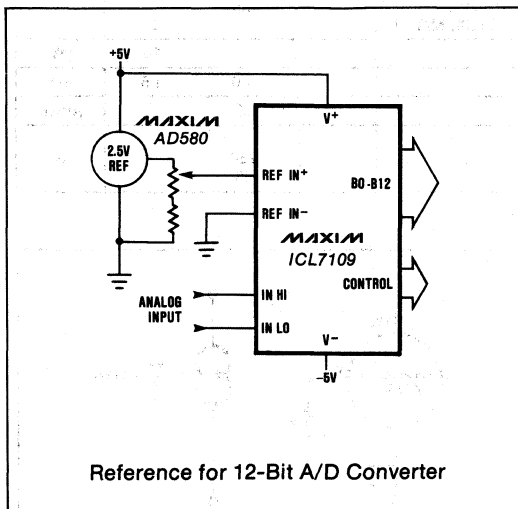 +5V
MAXIM
AD580
2.5V
REF
V+
REF IN+
B0-B12
REF IN-
MAXIM
ICL7109
CONTROL
ANALOG
INPUT
IN HI
IN LO
V-
-5V
Reference for 12-Bit A/D Converter